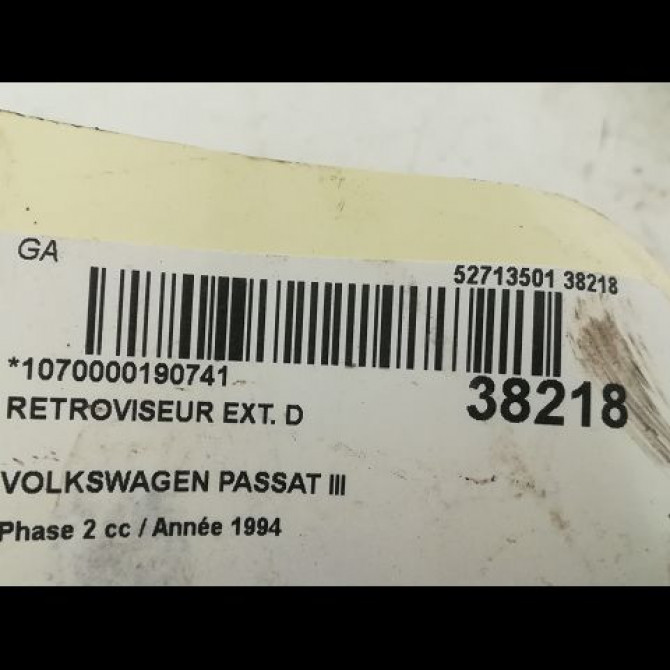 GA
52713501 38218
*1070000190741
38218
RETROVISEUR EXT. D
VOLKSWAGEN PASSAT III
Phase 2 cc / Année 1994